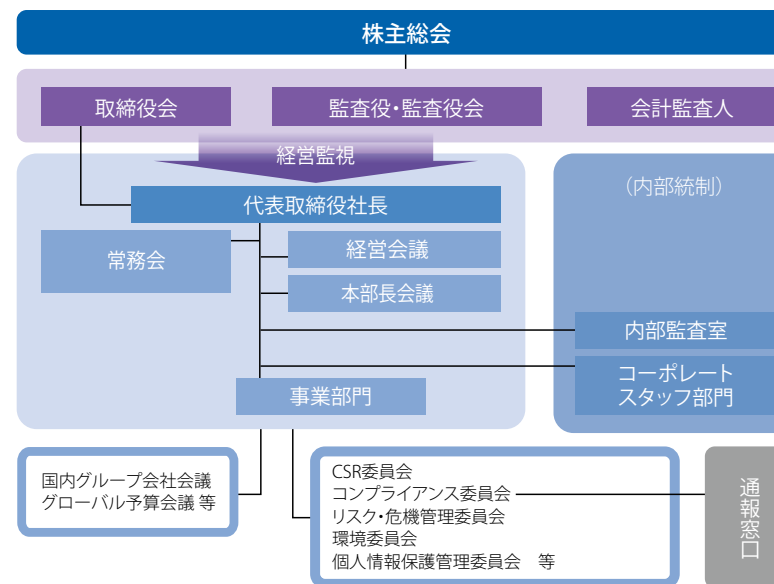 株主総会
取締役会
監査役・監査役会
会計監査人
経営監視
代表取締役社長
(内部統制)
常務会
経営会議
本部長会議
内部監査室
コーポレート
スタッフ部門
事業部門
国内グループ会社会議
グローバル予算会議 等
CSR委員会
コンプライアンス委員会
リスク・危機管理委員会
環境委員会
個人情報保護管理委員会　等
通報窓口